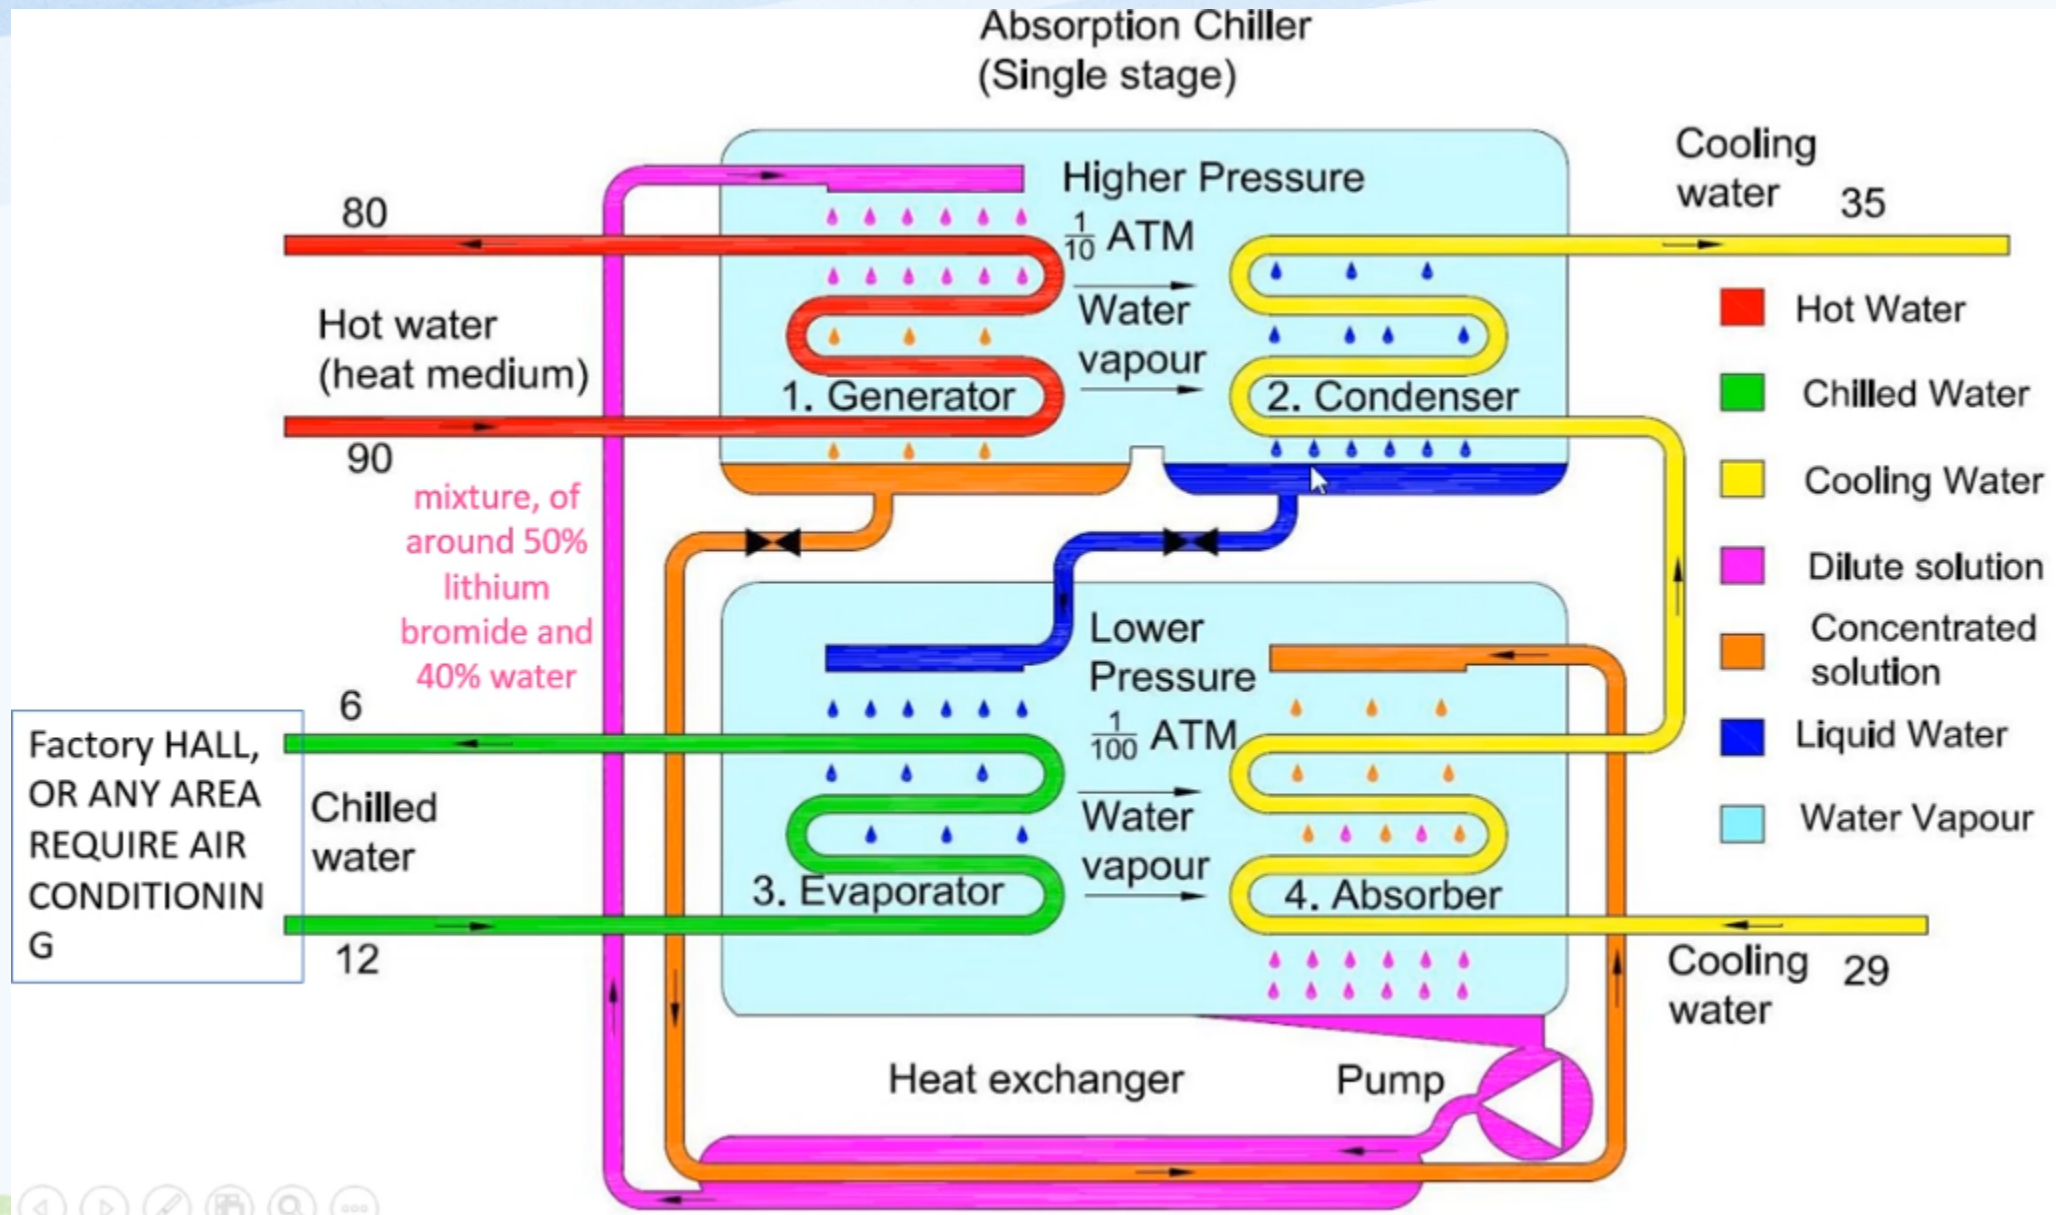 Absorption Chiller
(Single stage)
Higher Pressure
1/10 ATM
Water
vapour
1. Generator
2. Condenser
80
Hot water
(heat medium)
90
mixture, of
around 50%
lithium
bromide and
40% water
Cooling
water 35
Hot Water
Chilled Water
Cooling Water
Dilute solution
Concentrated
solution
Liquid Water
Water Vapour
Lower
Pressure
1/100 ATM
Water
vapour
3. Evaporator
4. Absorber
6
Factory HALL,
OR ANY AREA
REQUIRE AIR
CONDITIONIN
G
Chilled
water
12
Cooling 29
water
Heat exchanger
Pump